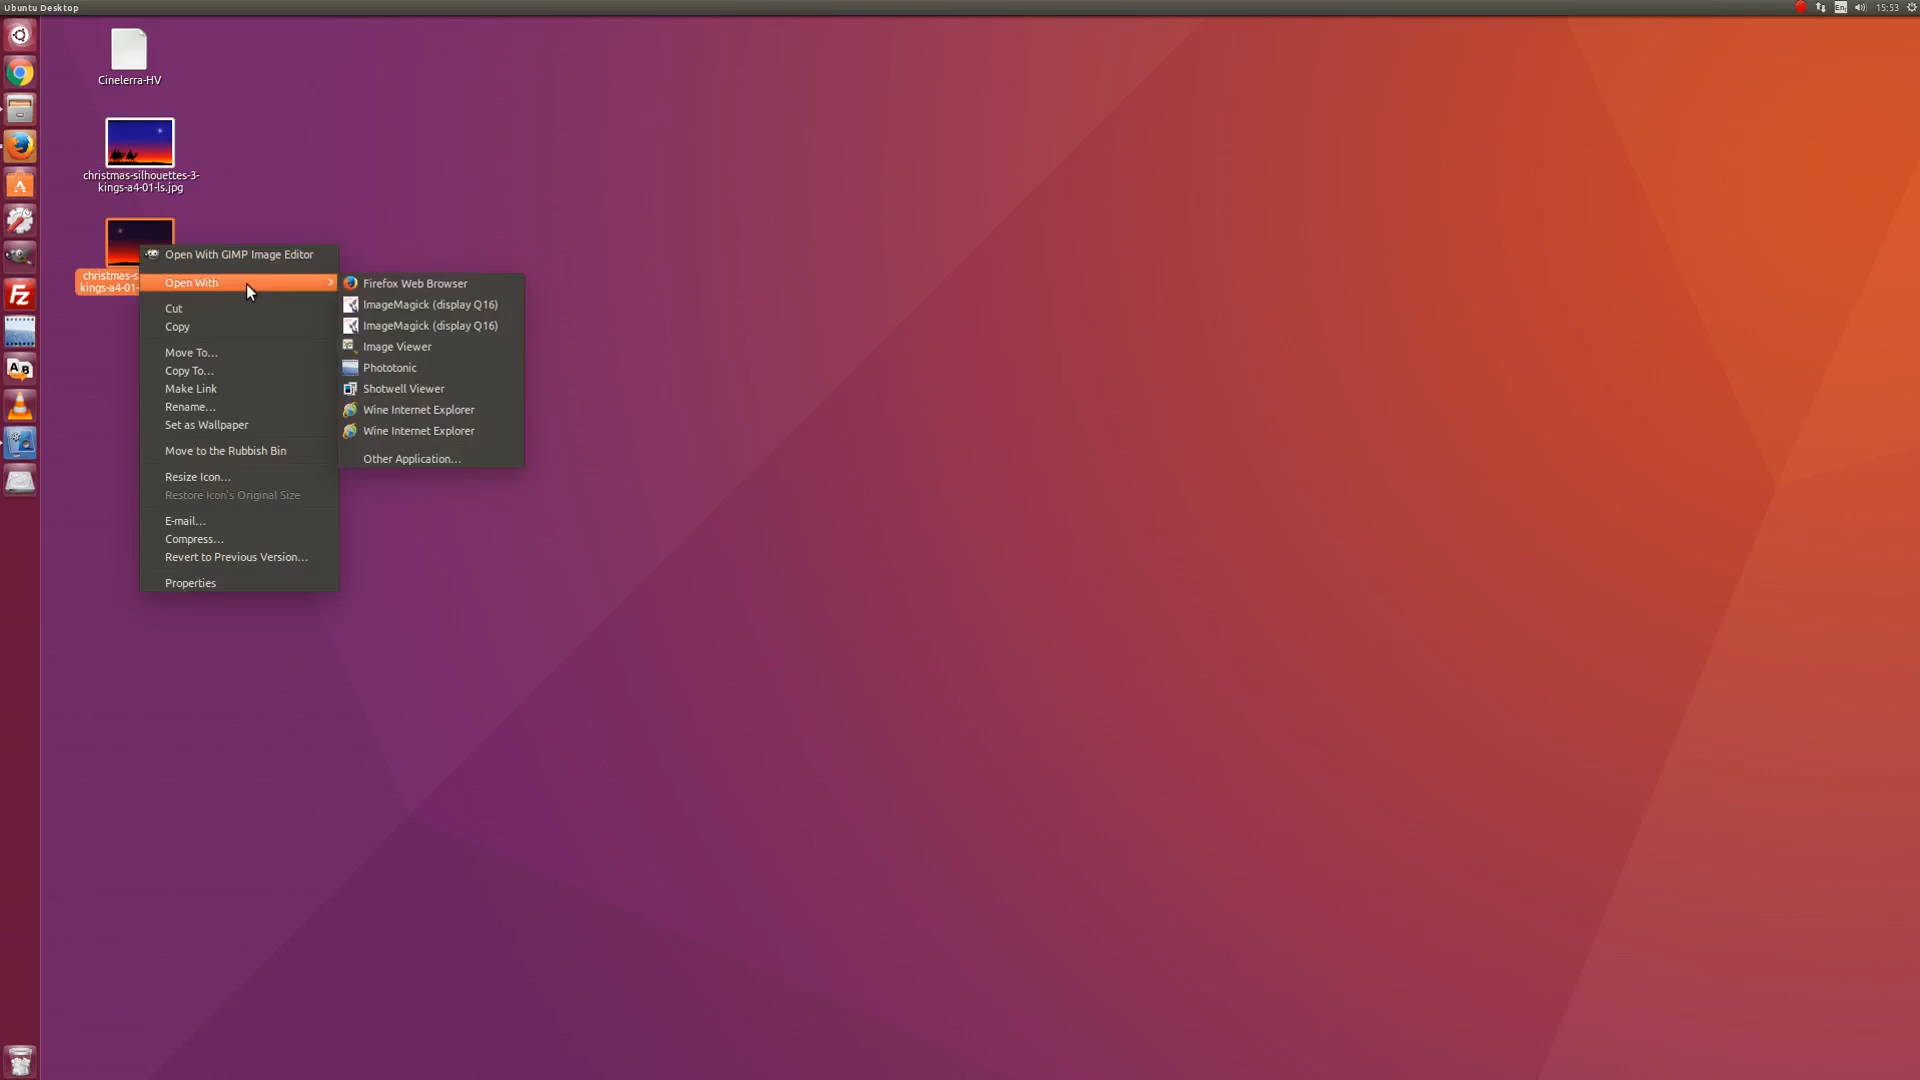 Ubuntu Desktop
En
15:53
Cinelerra-HV
christmas-silhouettes-3-
kings-a4-01-ls.jpg
christmas-s
kings-a4-01-
Open With GIMP Image Editor
Open With
Cut
Copy
Move To...
Copy To...
Make Link
Rename...
Set as Wallpaper
Move to the Rubbish Bin
Resize Icon...
Restore Icon's Original Size
E-mail...
Compress...
Revert to Previous Version...
Properties
Firefox Web Browser
ImageMagick (display Q16)
ImageMagick (display Q16)
Image Viewer
Phototonic
Shotwell Viewer
Wine Internet Explorer
Wine Internet Explorer
Other Application...
A
Fz
AB